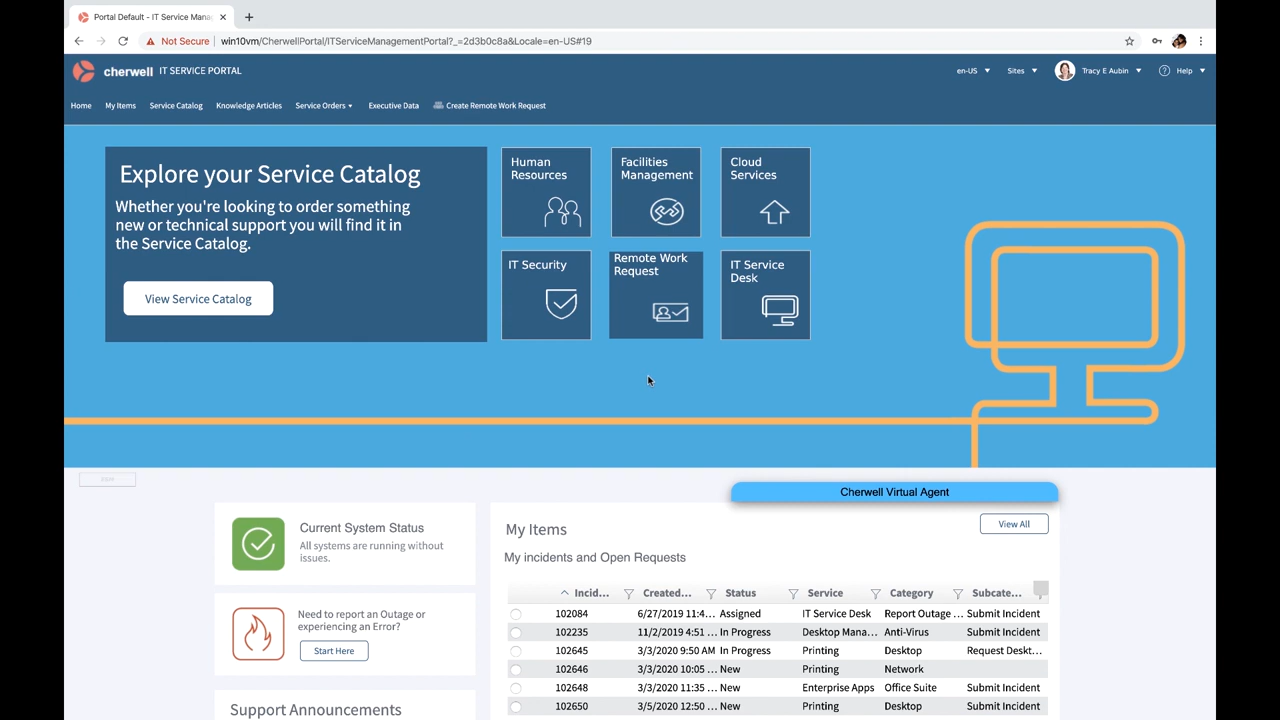 Portal Default - IT Service Mana
Not Secure
win10vm/CherwellPortal/ITServiceManagementPortal?_=2d3b0c8a&Locale=en-US#19
cherwell IT SERVICE PORTAL
en-US
Sites
Tracy E Aubin
Help
Home
My Items
Service Catalog
Knowledge Articles
Service Orders
Executive Data
Create Remote Work Request
Explore your Service Catalog
Whether you're looking to order something
new or technical support you will find it in
the Service Catalog.
View Service Catalog
Human
Resources
Facilities
Management
Cloud
Services
IT Security
Remote Work
Request
IT Service
Desk
Cherwell Virtual Agent
Current System Status
All systems are running without
issues.
Need to report an Outage or
experiencing an Error?
Start Here
Support Announcements
My Items
View All
My incidents and Open Requests
Incid... Created... Status Service Category Subcate...
102084 6/27/2019 11:4... Assigned IT Service Desk Report Outage ... Submit Incident
102235 11/2/2019 4:51 ... In Progress Desktop Mana... Anti-Virus Submit Incident
102645 3/3/2020 9:50 AM In Progress Printing Desktop Request Deskt...
102646 3/3/2020 10:05 ... New Printing Network
102648 3/3/2020 11:35 ... New Enterprise Apps Office Suite Submit Incident
102650 3/5/2020 12:50 ... New Printing Desktop Submit Incident